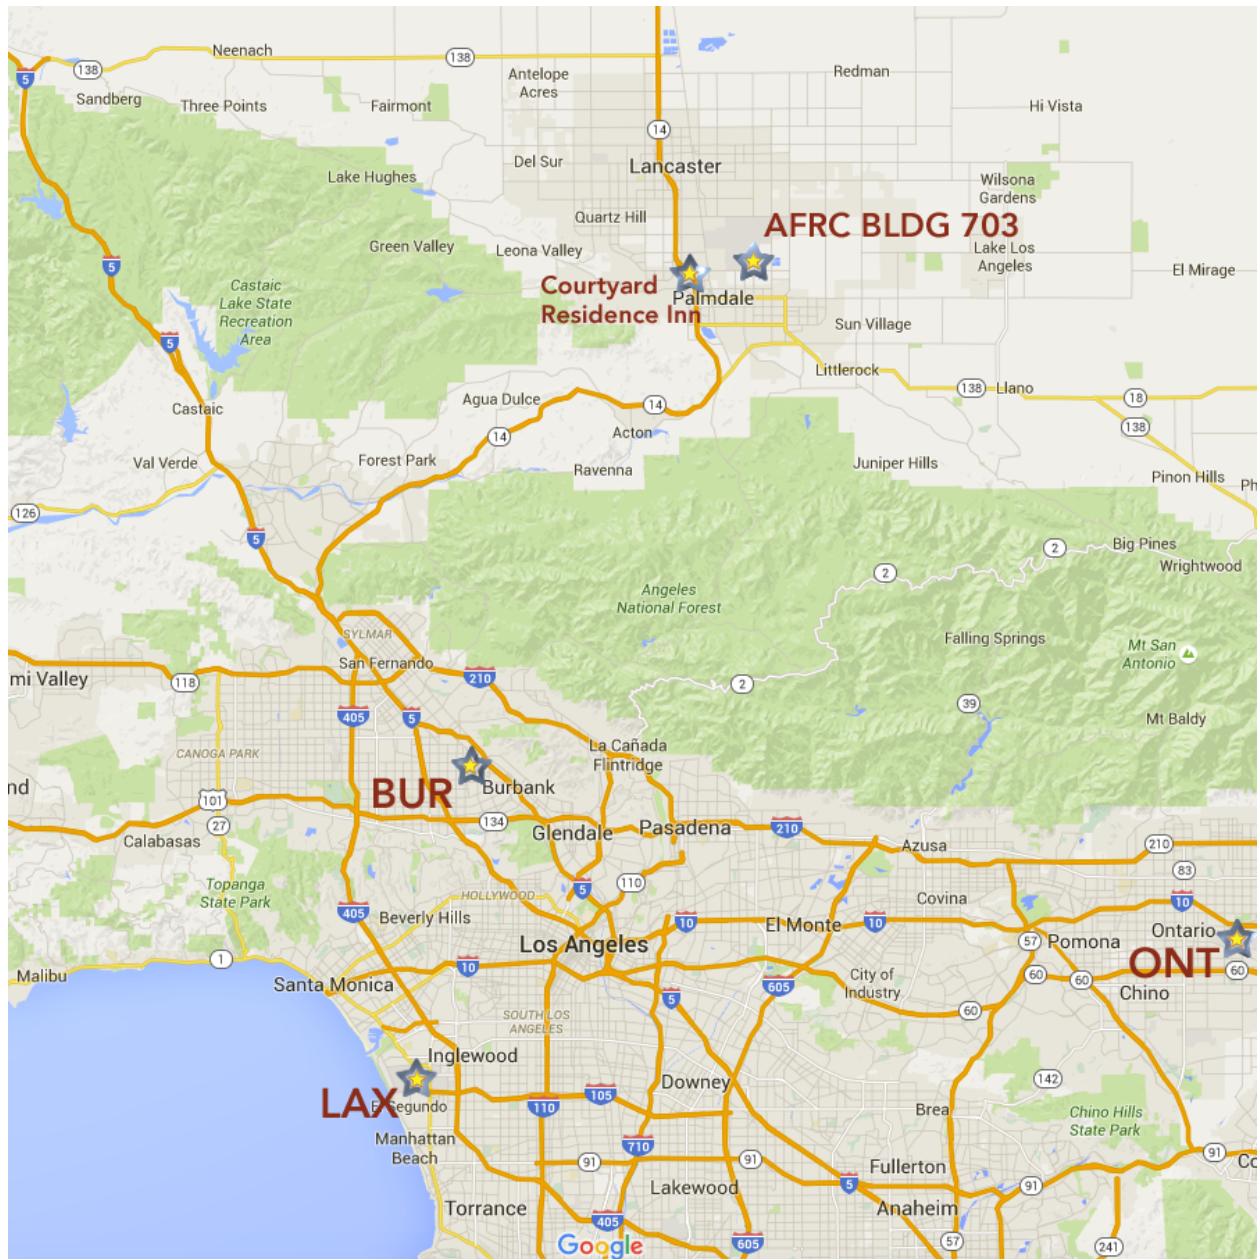 Neenach
138
138
5
Sandberg
Three Points
Fairmont
Antelope
Acres
Redman
Hi Vista
14
Lancaster
Del Sur
Lake Hughes
Wilsona
Gardens
Quartz Hill
AFRC BLDG 703
Green Valley
Leona Valley
Lake Los
Angeles
El Mirage
5
Courtyard
Residence Inn
Palmdale
Castaic
Lake State
Recreation
Area
Sun Village
5
Littlerock
138
Llano
18
Castaic
Agua Dulce
14
138
14
Acton
Val Verde
Forest Park
Ravenna
Juniper Hills
Pinon Hills
Ph
126
5
2
Big Pines
Wrightwood
2
Angeles
National Forest
SYLMAR
Falling Springs
Mt San
Antonio
San Fernando
mi Valley
118
210
2
405
5
39
Mt Baldy
CANOGA PARK
La Cañada
Flintridge
nd
BUR
Burbank
101
27
134
Glendale
Pasadena
210
Calabasas
Azusa
210
83
Topanga
State Park
HOLLYWOOD
5
110
Covina
10
405
Beverly Hills
10
El Monte
10
Ontario
Los Angeles
57
Pomona
ONT
1
Malibu
10
60
60
60
Santa Monica
City of
Industry
605
Chino
5
SOUTH LOS
ANGELES
60
Inglewood
Downey
142
LAX
El Segundo
110
105
Brea
Chino Hills
State Park
Manhattan
Beach
710
91
91
91
Fullerton
Co
Lakewood
5
91
Torrance
Anaheim
405
Google
605
57
241